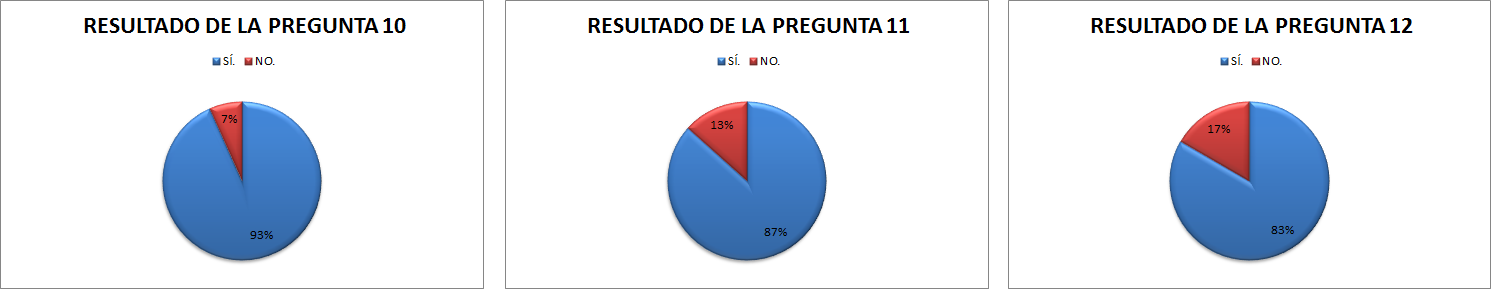 RESULTADO DE LA PREGUNTA 10
SÍ. NO.
7%
93%
RESULTADO DE LA PREGUNTA 11
SÍ. NO.
13%
87%
RESULTADO DE LA PREGUNTA 12
SÍ. NO.
17%
83%